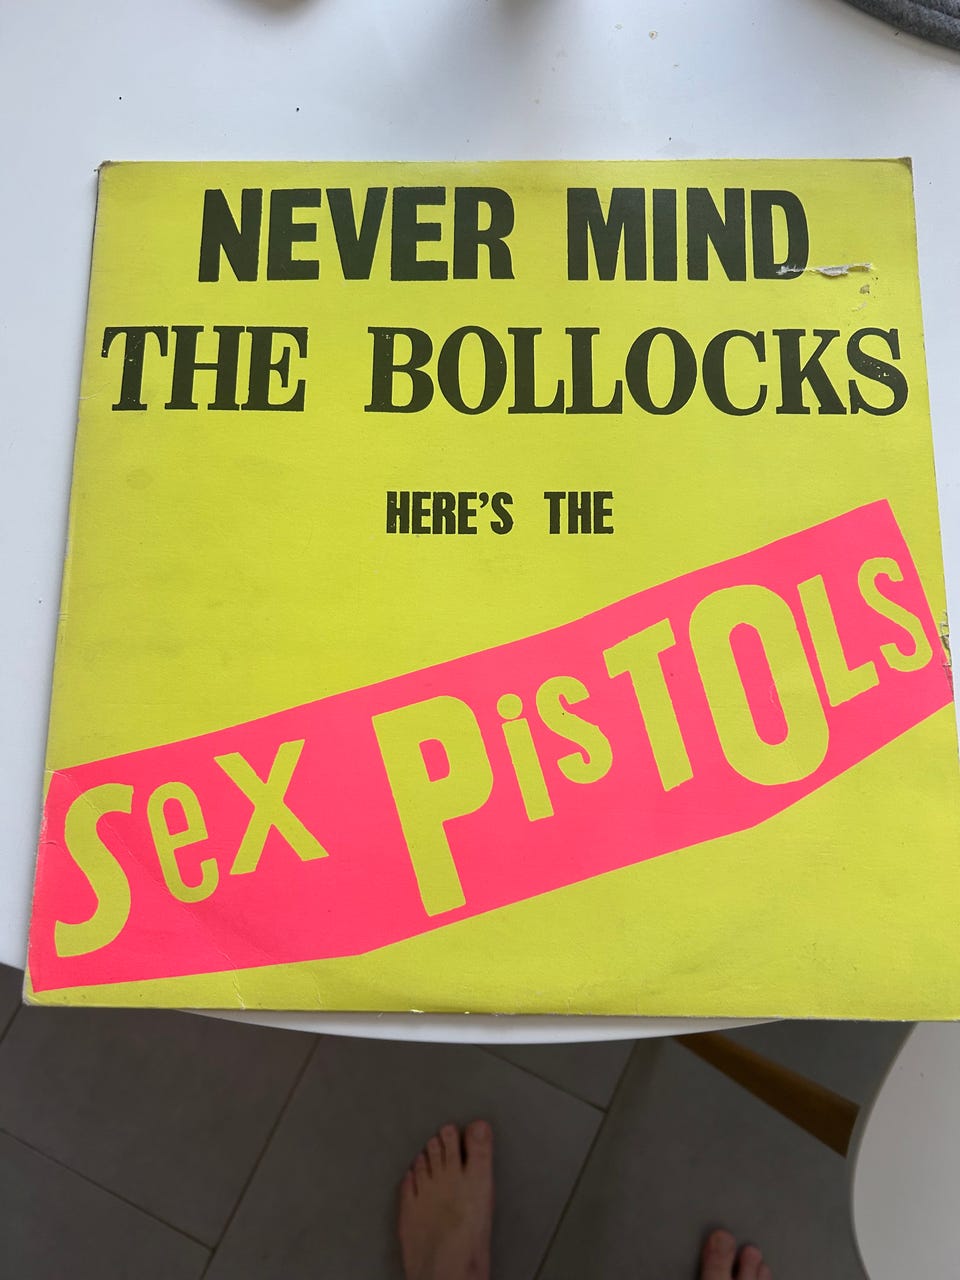 NEVER MIND
THE BOLLOCKS
HERE'S THE
Sex PiSTOLS